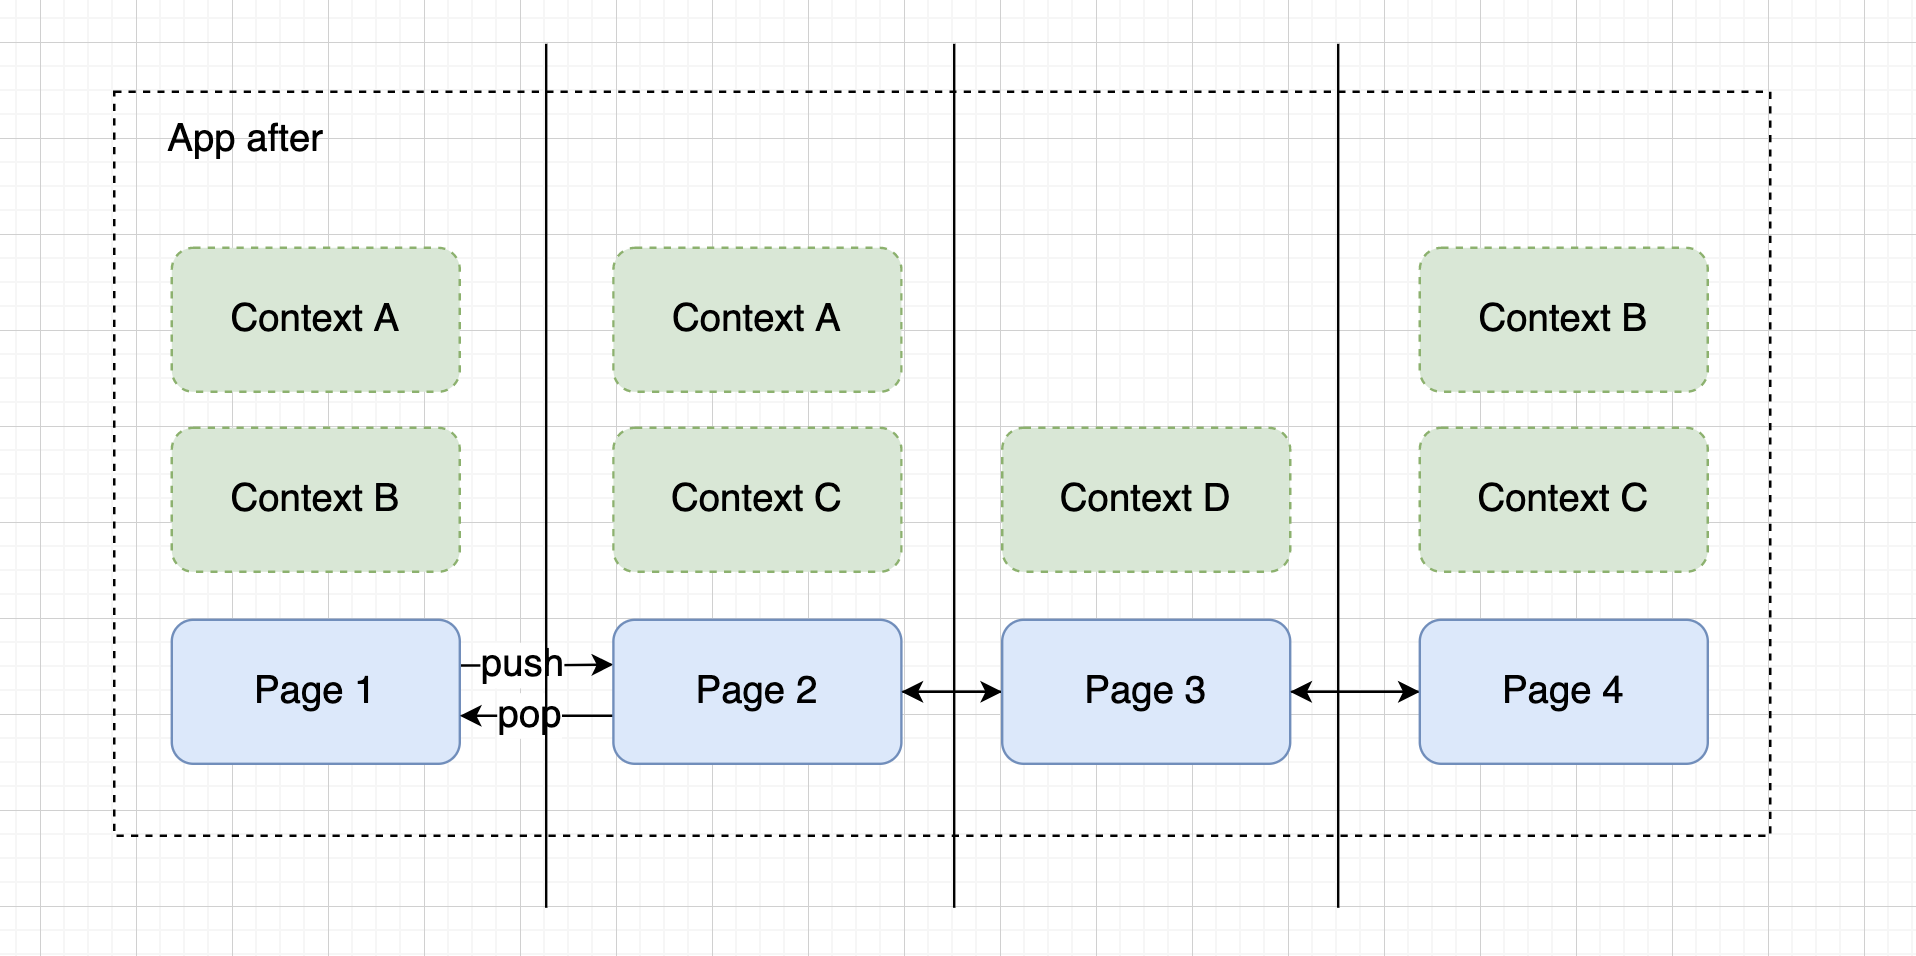 App after
Context A
Context A
Context B
Context B
Context C
Context D
Context C
Page 1
push
pop
Page 2
Page 3
Page 4